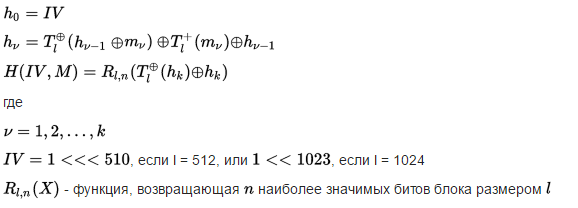 h₀ = IV
h_ν = T_l^⊕(h_{ν−1} ⊕m_ν) ⊕T_l^+(m_ν)⊕h_{ν−1}
H(IV, M) = R_{l,n}(T_l^⊕(h_k)⊕h_k)
где
ν = 1, 2, …, k
IV = 1 <<< 510, если l = 512, или 1 << 1023, если l = 1024
R_{l,n}(X) - функция, возвращающая n наиболее значимых битов блока размером l